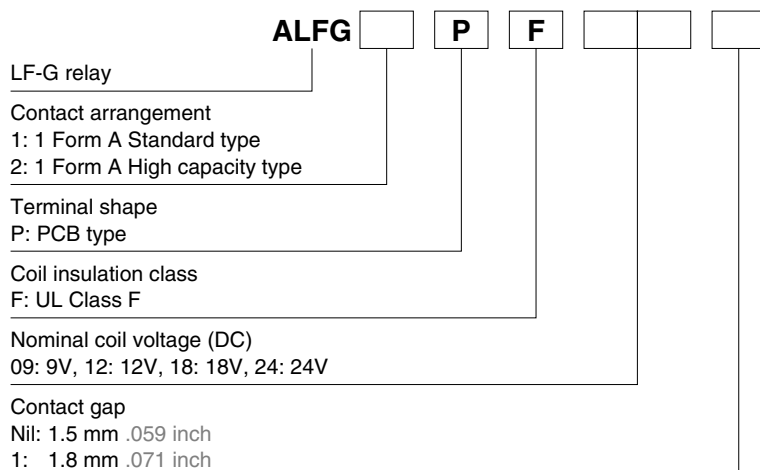 ALFG P F
LF-G relay
Contact arrangement
1: 1 Form A Standard type
2: 1 Form A High capacity type
Terminal shape
P: PCB type
Coil insulation class
F: UL Class F
Nominal coil voltage (DC)
09: 9V, 12: 12V, 18: 18V, 24: 24V
Contact gap
Nil: 1.5 mm .059 inch
1: 1.8 mm .071 inch